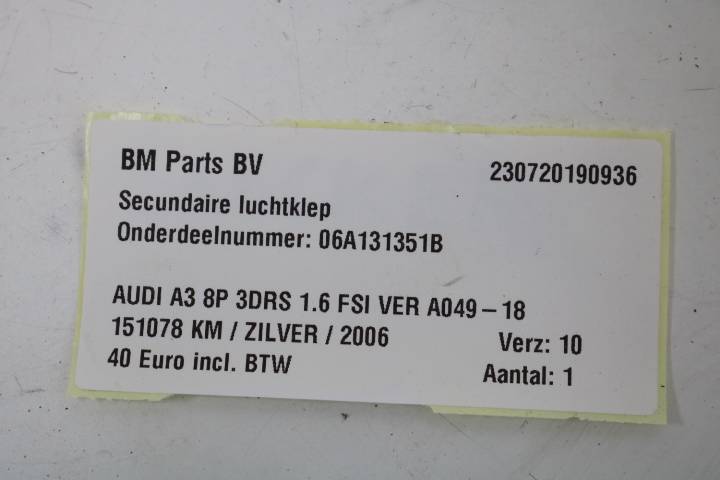 BM Parts BV 230720190936
Secundaire luchtklep
Onderdeelnummer: 06A131351B
AUDI A3 8P 3DRS 1.6 FSI VER A049-18
151078 KM / ZILVER / 2006 Verz: 10
40 Euro incl. BTW Aantal: 1